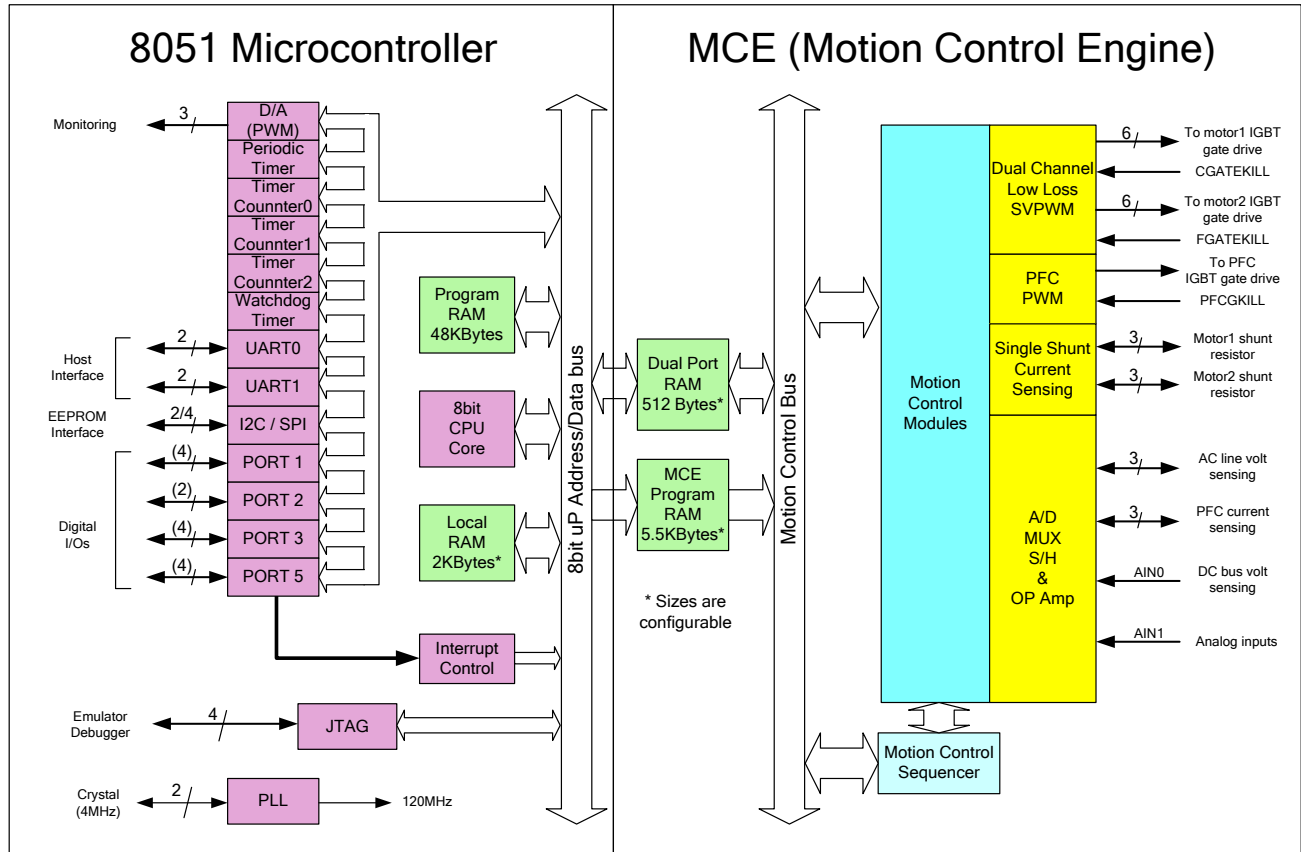 8051 Microcontroller
MCE (Motion Control Engine)
Monitoring
3
D/A
(PWM)
Periodic
Timer
Timer
Counnter0
Timer
Counnter1
Timer
Counnter2
Watchdog
Timer
Host
Interface
2
UART0
2
UART1
EEPROM
Interface
2/4
I2C / SPI
Digital
I/Os
(4)
PORT 1
(2)
PORT 2
(4)
PORT 3
(4)
PORT 5
Program
RAM
48KBytes
8bit
CPU
Core
Local
RAM
2KBytes*
Interrupt
Control
Emulator
Debugger
4
JTAG
Crystal
(4MHz)
2
PLL
120MHz
8bit uP Address/Data bus
Dual Port
RAM
512 Bytes*
MCE
Program
RAM
5.5KBytes*
* Sizes are
configurable
Motion Control Bus
Motion
Control
Modules
Motion Control
Sequencer
Dual Channel
Low Loss
SVPWM
PFC
PWM
Single Shunt
Current
Sensing
A/D
MUX
S/H
&
OP Amp
6
To motor1 IGBT
gate drive
CGATEKILL
6
To motor2 IGBT
gate drive
FGATEKILL
To PFC
IGBT gate drive
PFCGKILL
3
Motor1 shunt
resistor
3
Motor2 shunt
resistor
3
AC line volt
sensing
3
PFC current
sensing
AIN0
DC bus volt
sensing
AIN1
Analog inputs